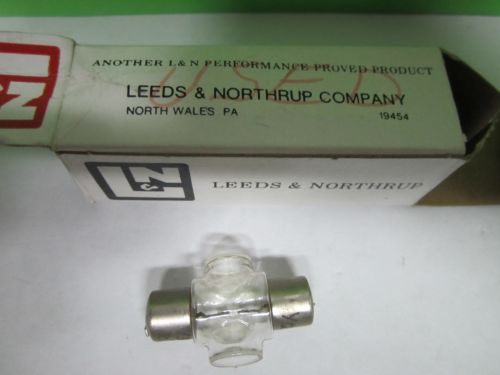 ANOTHER L&N PERFORMANCE PROVED PRODUCT
USED
LEEDS & NORTHRUP COMPANY
NORTH WALES PA 19454
L&N
LEEDS & NORTHRUP
L&N